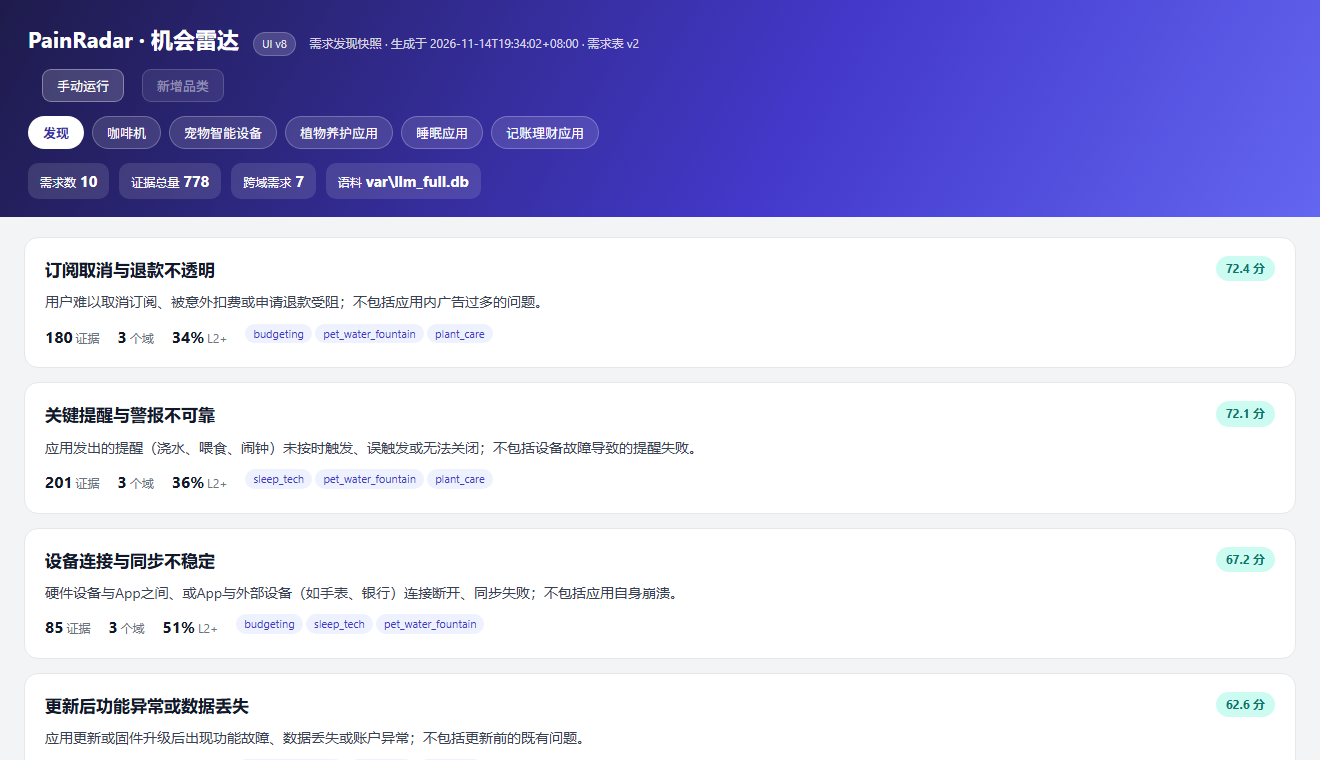 PainRadar · 机会雷达 UI v8 需求发现快照 · 生成于 2026-11-14T19:34:02+08:00 · 需求表 v2
手动运行 新增品类
发现 咖啡机 宠物智能设备 植物养护应用 睡眠应用 记账理财应用
需求数 10 证据总量 778 跨域需求 7 语料 var\llm_full.db
订阅取消与退款不透明 72.4 分
用户难以取消订阅、被意外扣费或申请退款受阻；不包括应用内广告过多的问题。
180 证据 3 个域 34% L2+ budgeting pet_water_fountain plant_care
关键提醒与警报不可靠 72.1 分
应用发出的提醒（浇水、喂食、闹钟）未按时触发、误触发或无法关闭；不包括设备故障导致的提醒失败。
201 证据 3 个域 36% L2+ sleep_tech pet_water_fountain plant_care
设备连接与同步不稳定 67.2 分
硬件设备与App之间、或App与外部设备（如手表、银行）连接断开、同步失败；不包括应用自身崩溃。
85 证据 3 个域 51% L2+ budgeting sleep_tech pet_water_fountain
更新后功能异常或数据丢失 62.6 分
应用更新或固件升级后出现功能故障、数据丢失或账户异常；不包括更新前的既有问题。